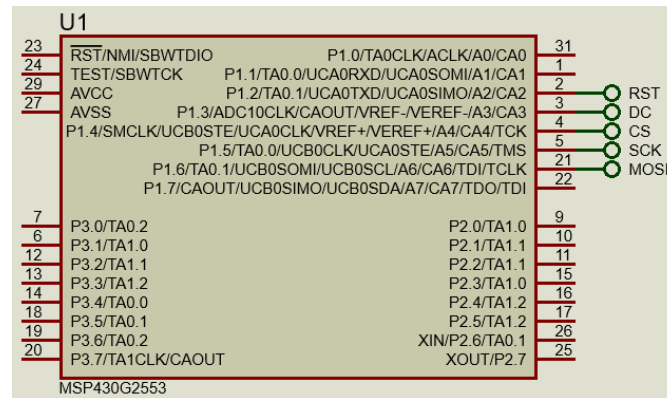 U1
23 RST/NMI/SBWTDIO P1.0/TA0CLK/ACLK/A0/CA0 31
24 TEST/SBWTCK P1.1/TA0.0/UCA0RXD/UCA0SOMI/A1/CA1 1
29 AVCC P1.2/TA0.1/UCA0TXD/UCA0SIMO/A2/CA2 2 RST
27 AVSS P1.3/ADC10CLK/CAOUT/VREF-/VEREF-/A3/CA3 3 DC
P1.4/SMCLK/UCB0STE/UCA0CLK/VREF+/VEREF+/A4/CA4/TCK 4 CS
P1.5/TA0.0/UCB0CLK/UCA0STE/A5/CA5/TMS 5 SCK
P1.6/TA0.1/UCB0SOMI/UCB0SCL/A6/CA6/TDI/TCLK 21 MOSI
P1.7/CAOUT/UCB0SIMO/UCB0SDA/A7/CA7/TDO/TDI 22
7 P3.0/TA0.2 P2.0/TA1.0 9
6 P3.1/TA1.0 P2.1/TA1.1 10
12 P3.2/TA1.1 P2.2/TA1.1 11
13 P3.3/TA1.2 P2.3/TA1.0 15
14 P3.4/TA0.0 P2.4/TA1.2 16
18 P3.5/TA0.1 P2.5/TA1.2 17
19 P3.6/TA0.2 XIN/P2.6/TA0.1 26
20 P3.7/TA1CLK/CAOUT XOUT/P2.7 25
MSP430G2553